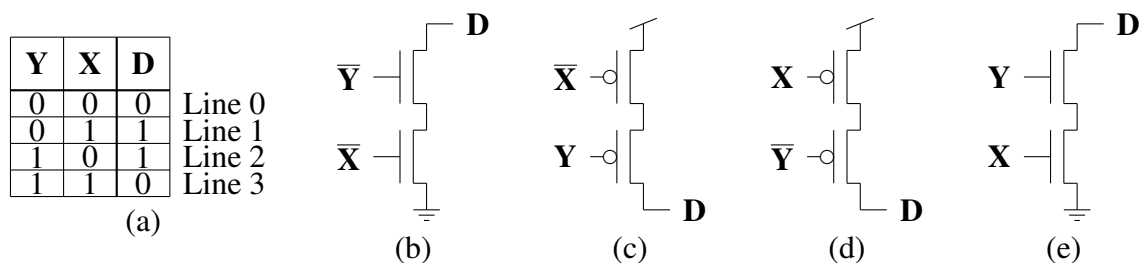 Y X D
0 0 0 Line 0
0 1 1 Line 1
1 0 1 Line 2
1 1 0 Line 3
(a)
D
Y̅
X̅
(b)
X̅
Y
D
(c)
X
Y̅
D
(d)
D
Y
X
(e)